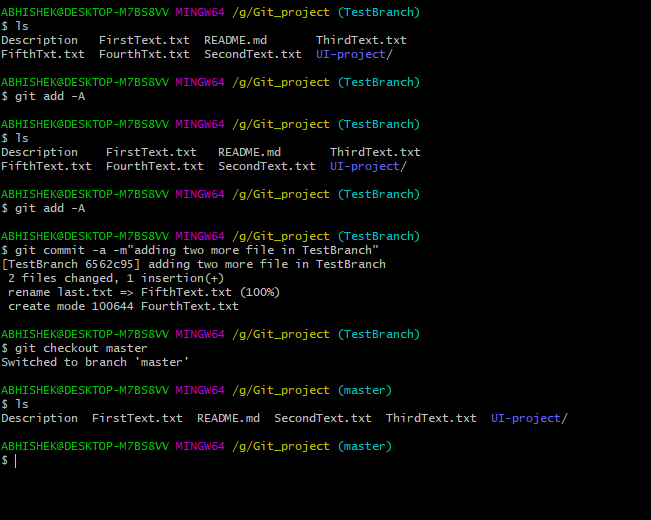 ABHISHEK@DESKTOP-M7BS8VV MINGW64 /g/Git_project (TestBranch)
$ ls
Description   FirstText.txt  README.md       ThirdText.txt
FifthTxt.txt  FourthTxt.txt  SecondText.txt  UI-project/

ABHISHEK@DESKTOP-M7BS8VV MINGW64 /g/Git_project (TestBranch)
$ git add -A

ABHISHEK@DESKTOP-M7BS8VV MINGW64 /g/Git_project (TestBranch)
$ ls
Description    FirstText.txt   README.md       ThirdText.txt
FifthText.txt  FourthText.txt  SecondText.txt  UI-project/

ABHISHEK@DESKTOP-M7BS8VV MINGW64 /g/Git_project (TestBranch)
$ git add -A

ABHISHEK@DESKTOP-M7BS8VV MINGW64 /g/Git_project (TestBranch)
$ git commit -a -m"adding two more file in TestBranch"
[TestBranch 6562c95] adding two more file in TestBranch
 2 files changed, 1 insertion(+)
 rename last.txt => FifthText.txt (100%)
 create mode 100644 FourthText.txt

ABHISHEK@DESKTOP-M7BS8VV MINGW64 /g/Git_project (TestBranch)
$ git checkout master
Switched to branch 'master'

ABHISHEK@DESKTOP-M7BS8VV MINGW64 /g/Git_project (master)
$ ls
Description  FirstText.txt  README.md  SecondText.txt  ThirdText.txt  UI-project/

ABHISHEK@DESKTOP-M7BS8VV MINGW64 /g/Git_project (master)
$